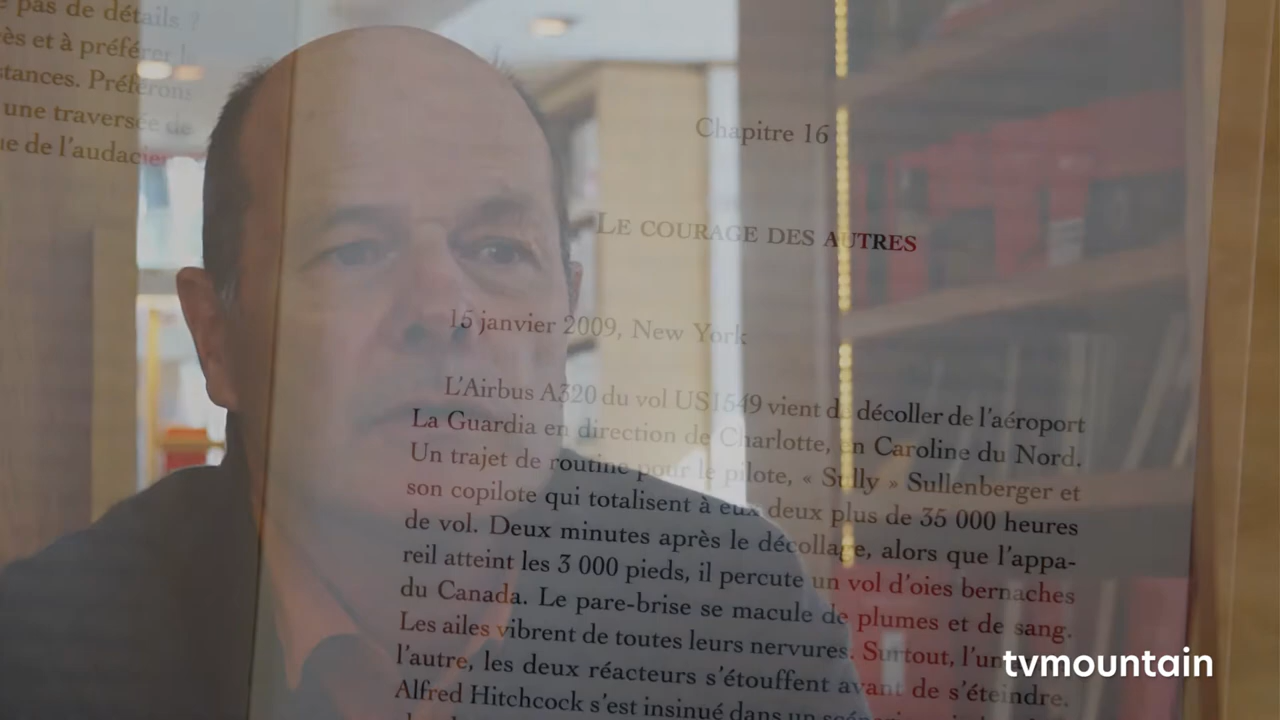 pas de détails ?
ès et à préférer
stances. Préférons
une traversée de
ue de l'audacieu
Chapitre 16
LE COURAGE DES AUTRES
15 janvier 2009, New York
L'Airbus A320 du vol US1549 vient de décoller de l'aéroport
La Guardia en direction de Charlotte, en Caroline du Nord.
Un trajet de routine pour le pilote, « Sully » Sullenberger et
son copilote qui totalisent à eux deux plus de 35 000 heures
de vol. Deux minutes après le décollage, alors que l'appa-
reil atteint les 3 000 pieds, il percute un vol d'oies bernaches
du Canada. Le pare-brise se macule de plumes et de sang.
Les ailes vibrent de toutes leurs nervures. Surtout, l'un
l'autre, les deux réacteurs s'étouffent avant de s'éteindre.
Alfred Hitchcock s'est insinué dans un
tvmountain